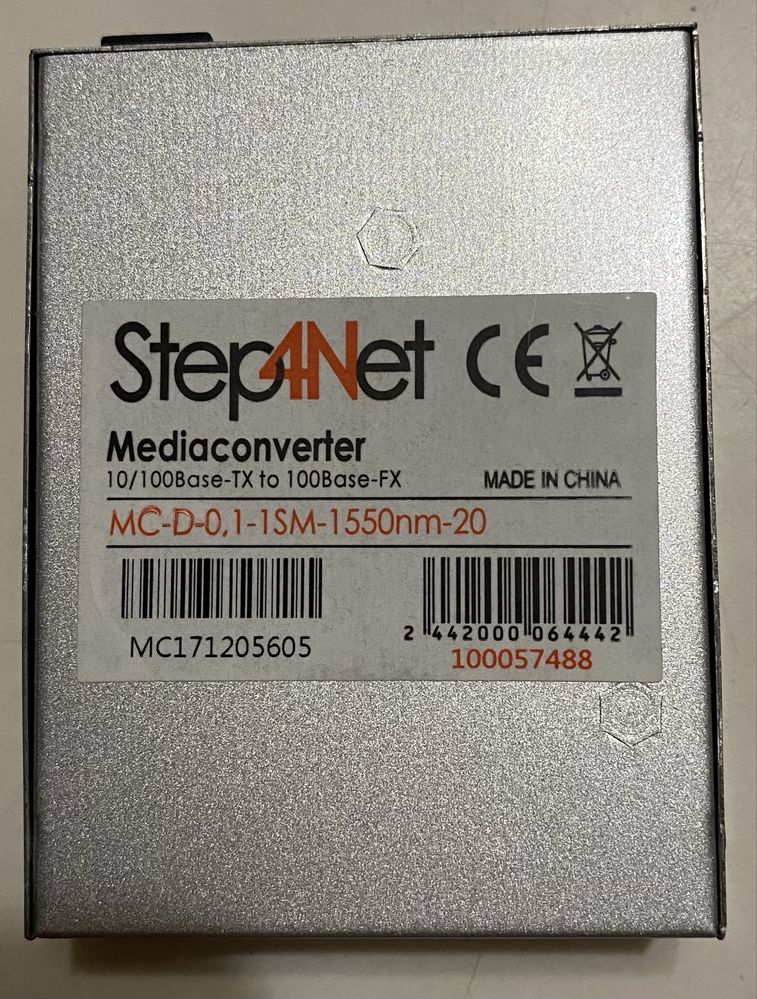 Step4Net CE
Mediaconverter
10/100Base-TX to 100Base-FX MADE IN CHINA
MC-D-0,1-1SM-1550nm-20
MC171205605 2 442000 064442
100057488